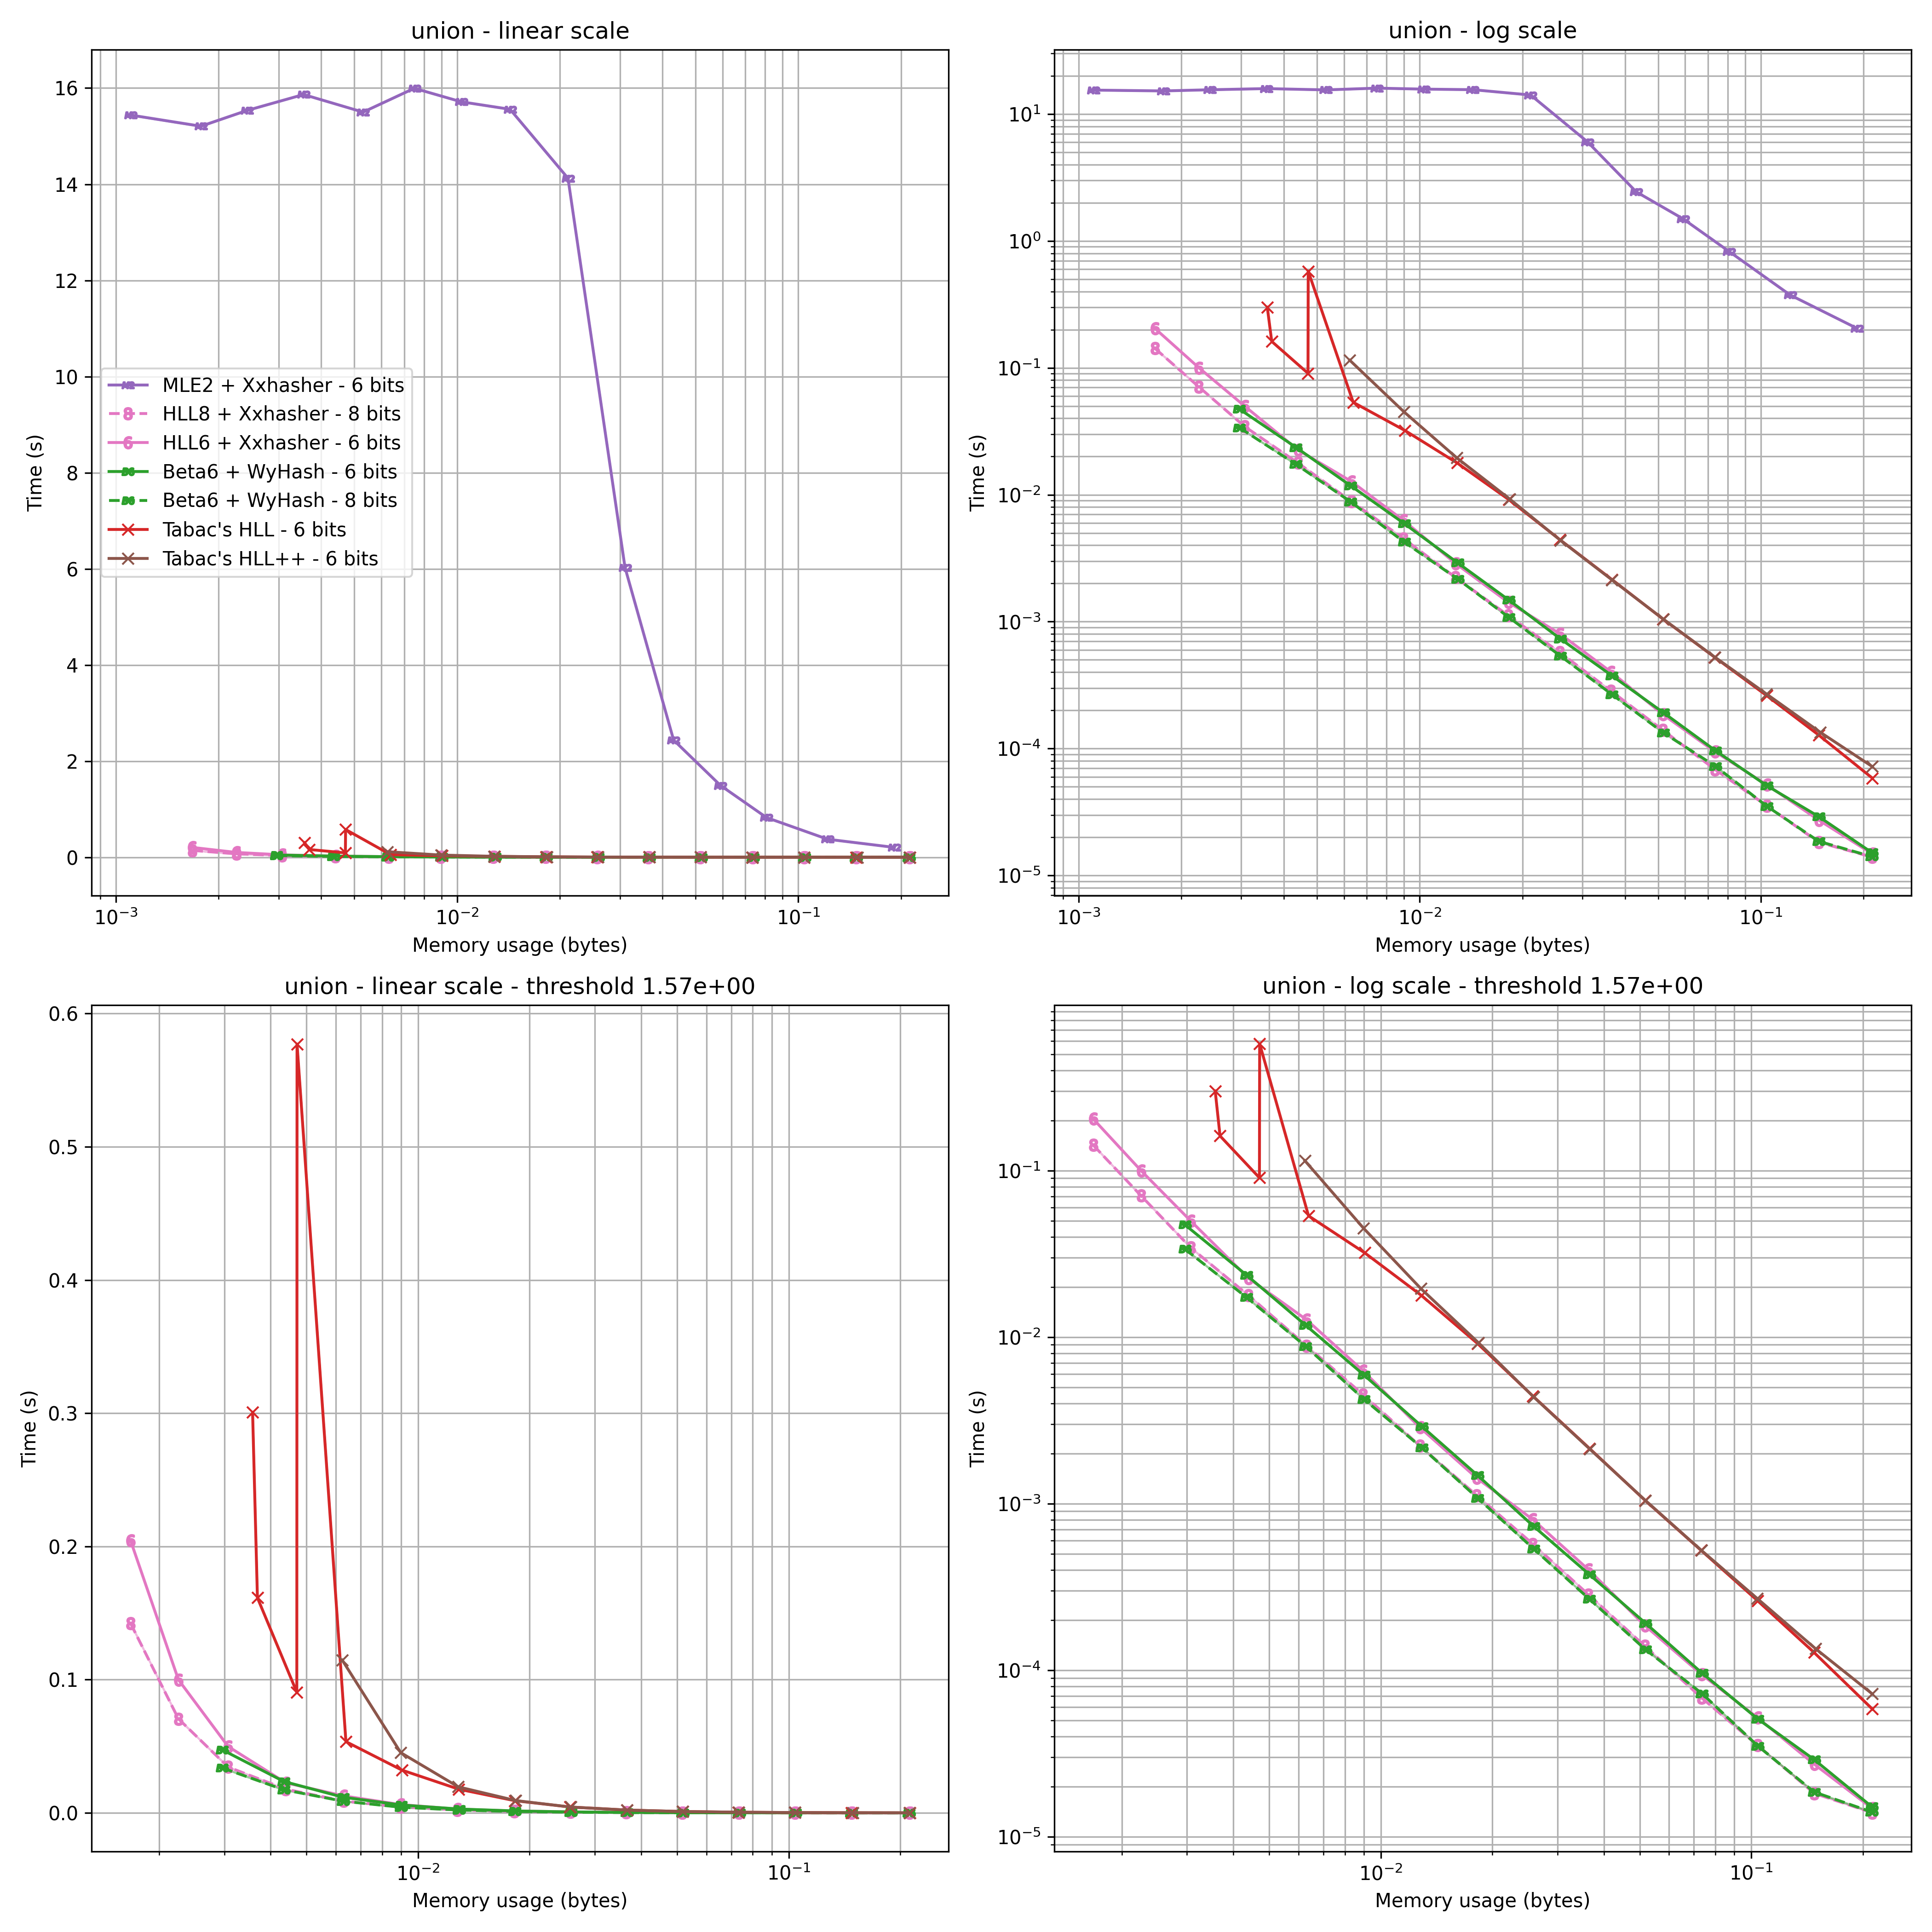 union - linear scale
Time (s)
16
14
12
10
8
6
4
2
0
MLE2 + Xxhasher - 6 bits
HLL8 + Xxhasher - 8 bits
HLL6 + Xxhasher - 6 bits
Beta6 + WyHash - 6 bits
Beta6 + WyHash - 8 bits
Tabac's HLL - 6 bits
Tabac's HLL++ - 6 bits
10⁻³ 10⁻² 10⁻¹
Memory usage (bytes)
union - log scale
Time (s)
10¹
10⁰
10⁻¹
10⁻²
10⁻³
10⁻⁴
10⁻⁵
10⁻³ 10⁻² 10⁻¹
Memory usage (bytes)
union - linear scale - threshold 1.57e+00
Time (s)
0.6
0.5
0.4
0.3
0.2
0.1
0.0
10⁻² 10⁻¹
Memory usage (bytes)
union - log scale - threshold 1.57e+00
Time (s)
10⁻¹
10⁻²
10⁻³
10⁻⁴
10⁻⁵
10⁻² 10⁻¹
Memory usage (bytes)